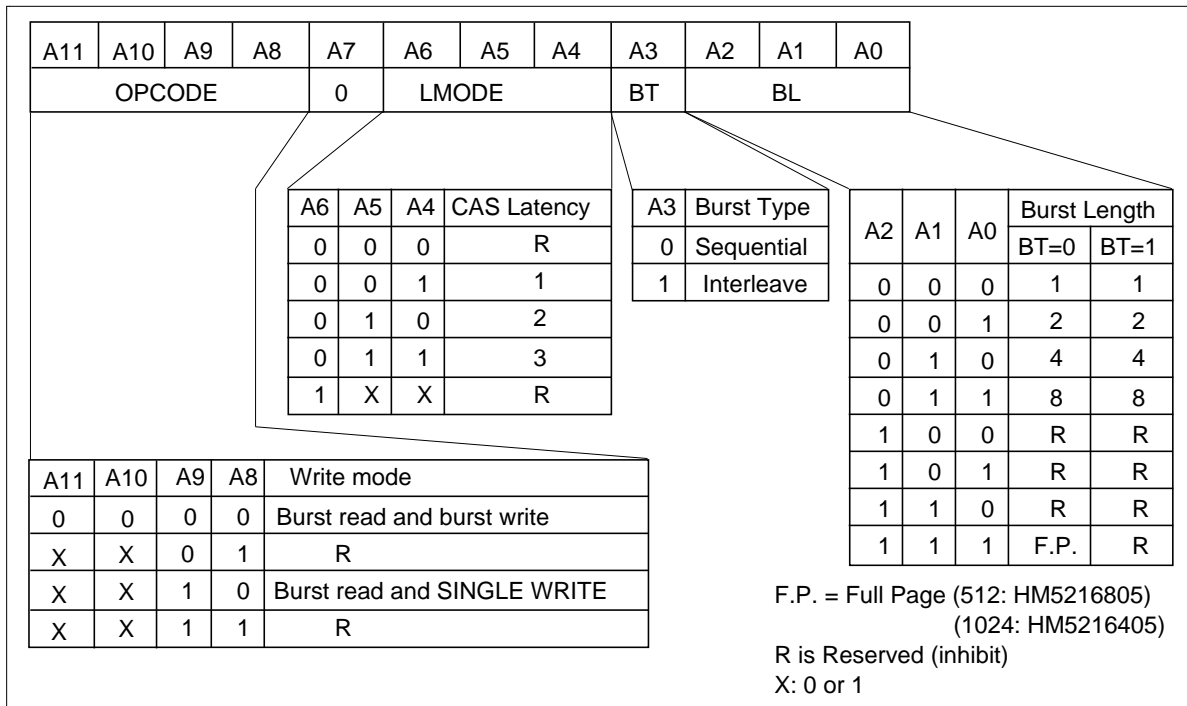 A11 A10 A9 A8 A7 A6 A5 A4 A3 A2 A1 A0
OPCODE 0 LMODE BT BL
A6 A5 A4 CAS Latency
0 0 0 R
0 0 1 1
0 1 0 2
0 1 1 3
1 X X R
A3 Burst Type
0 Sequential
1 Interleave
A2 A1 A0 Burst Length
BT=0 BT=1
0 0 0 1 1
0 0 1 2 2
0 1 0 4 4
0 1 1 8 8
1 0 0 R R
1 0 1 R R
1 1 0 R R
1 1 1 F.P. R
A11 A10 A9 A8 Write mode
0 0 0 0 Burst read and burst write
X X 0 1 R
X X 1 0 Burst read and SINGLE WRITE
X X 1 1 R
F.P. = Full Page (512: HM5216805)
(1024: HM5216405)
R is Reserved (inhibit)
X: 0 or 1